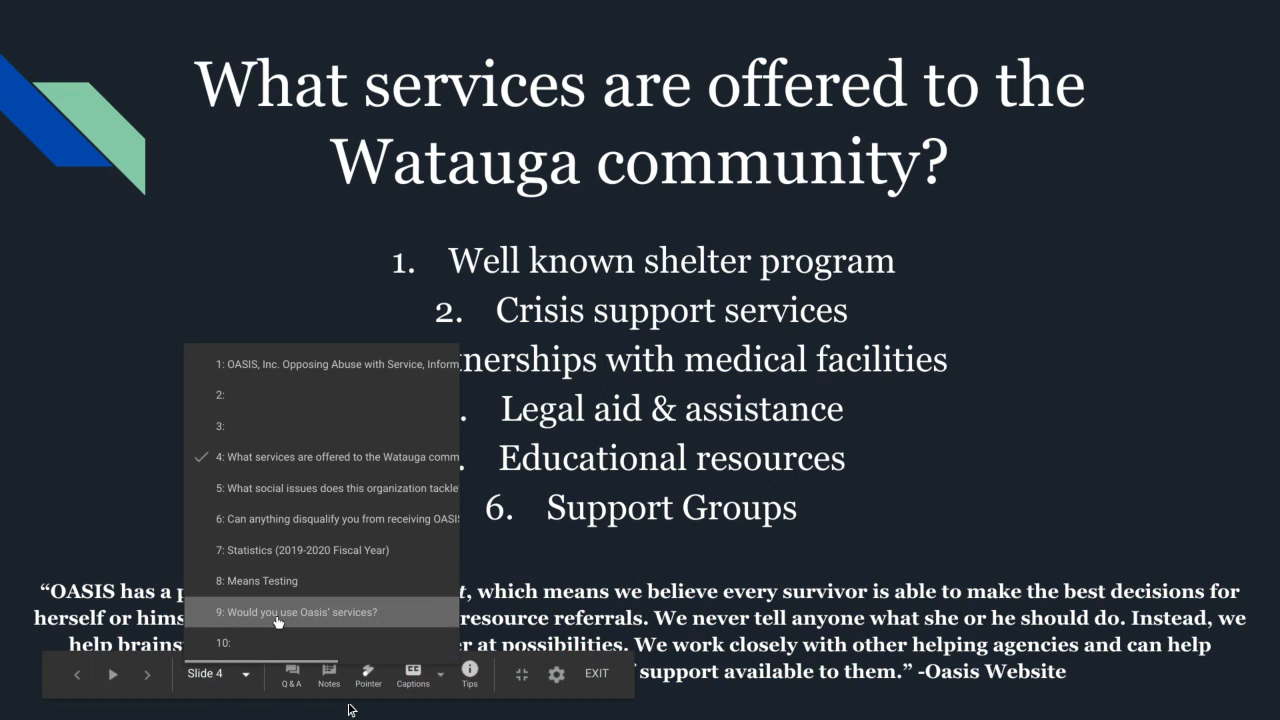 What services are offered to the
Watauga community?
1. Well known shelter program
2. Crisis support services
tnerships with medical facilities
. Legal aid & assistance
. Educational resources
6. Support Groups
1: OASIS, Inc. Opposing Abuse with Service, Inform
2:
3:
4: What services are offered to the Watauga comm
5: What social issues does this organization tackle
6: Can anything disqualify you from receiving OASIS
7: Statistics (2019-2020 Fiscal Year)
8: Means Testing
9: Would you use Oasis' services?
10:
“OASIS has a p t, which means we believe every survivor is able to make the best decisions for
herself or hims resource referrals. We never tell anyone what she or he should do. Instead, we
help brains er at possibilities. We work closely with other helping agencies and can help
f support available to them.” -Oasis Website
Slide 4 Q & A Notes Pointer Captions Tips EXIT